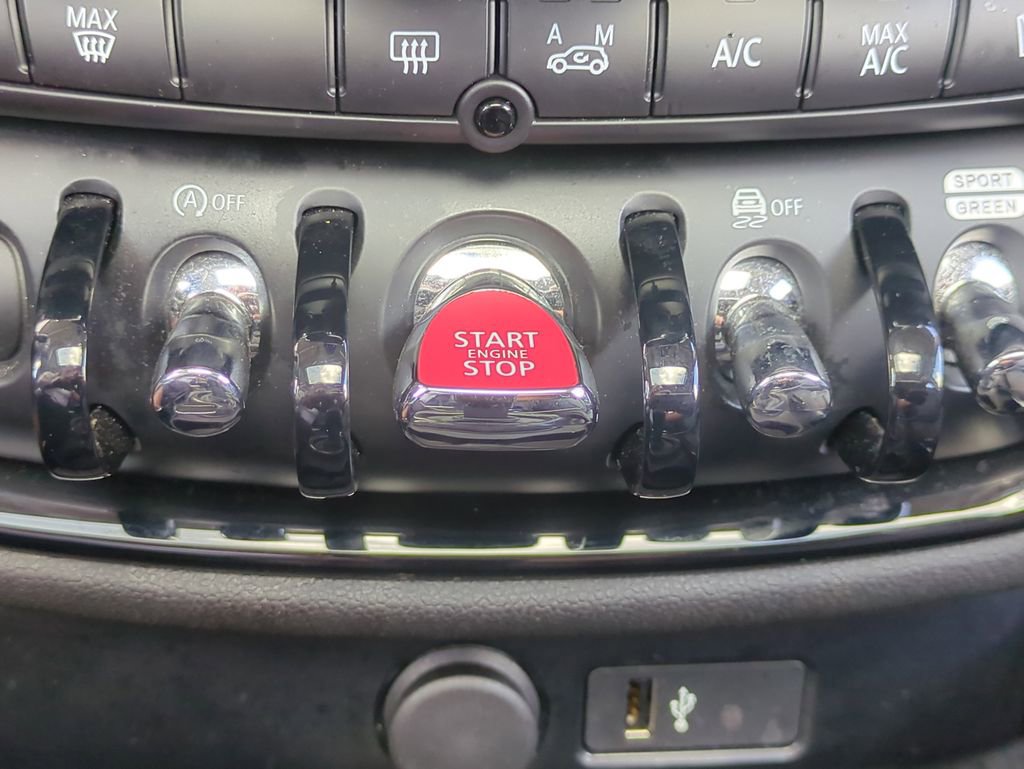 MAX
A M
A/C
MAX
A/C
A OFF
OFF
SPORT
GREEN
START
ENGINE
STOP